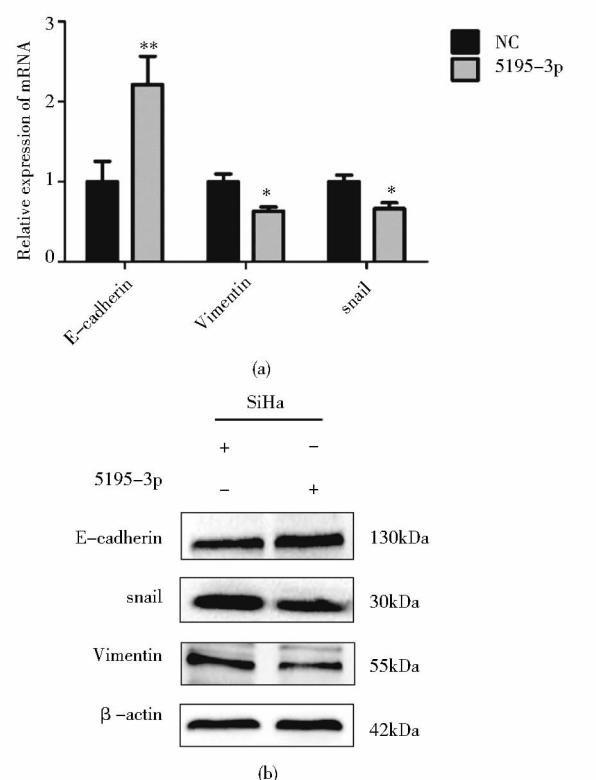 3
2
1
0
Relative expression of mRNA
**
*
*
NC
5195-3p
E-cadherin
Vimentin
snail
(a)
SiHa
+ −
5195-3p − +
E-cadherin 130kDa
snail 30kDa
Vimentin 55kDa
β-actin 42kDa
(b)